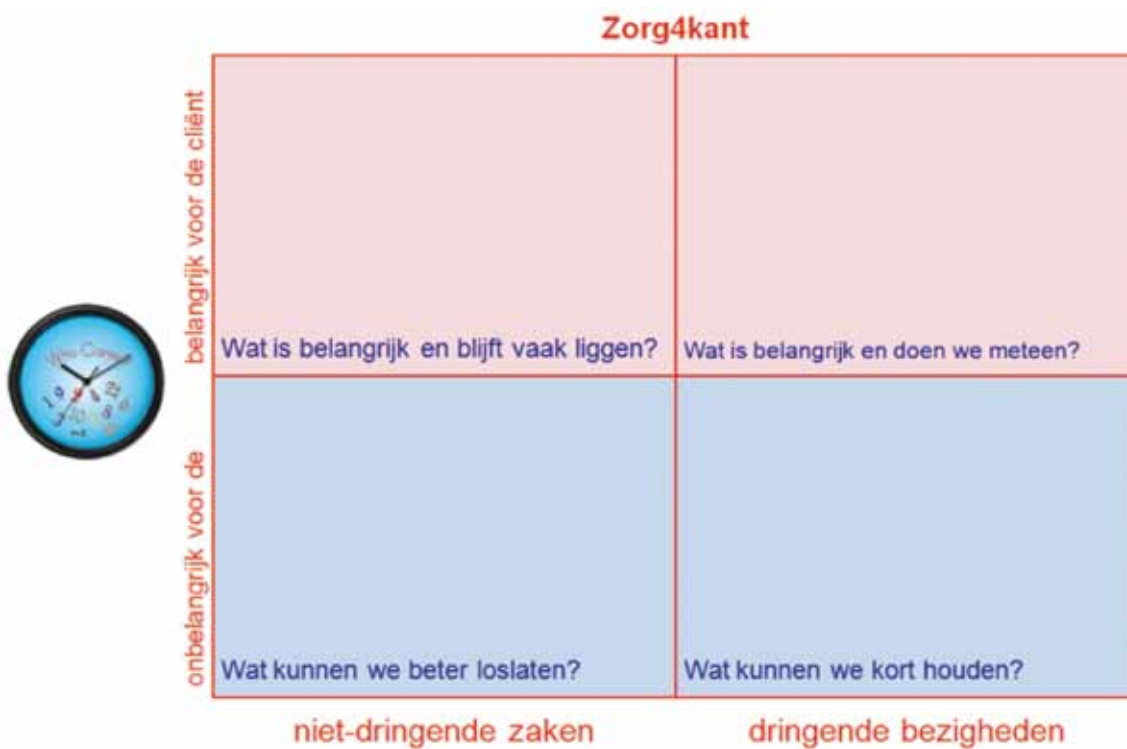 Zorg4kant
belangrijk voor de cliënt
Wat is belangrijk en blijft vaak liggen?
Wat is belangrijk en doen we meteen?
onbelangrijk voor de
Wat kunnen we beter loslaten?
Wat kunnen we kort houden?
niet-dringende zaken
dringende bezigheden